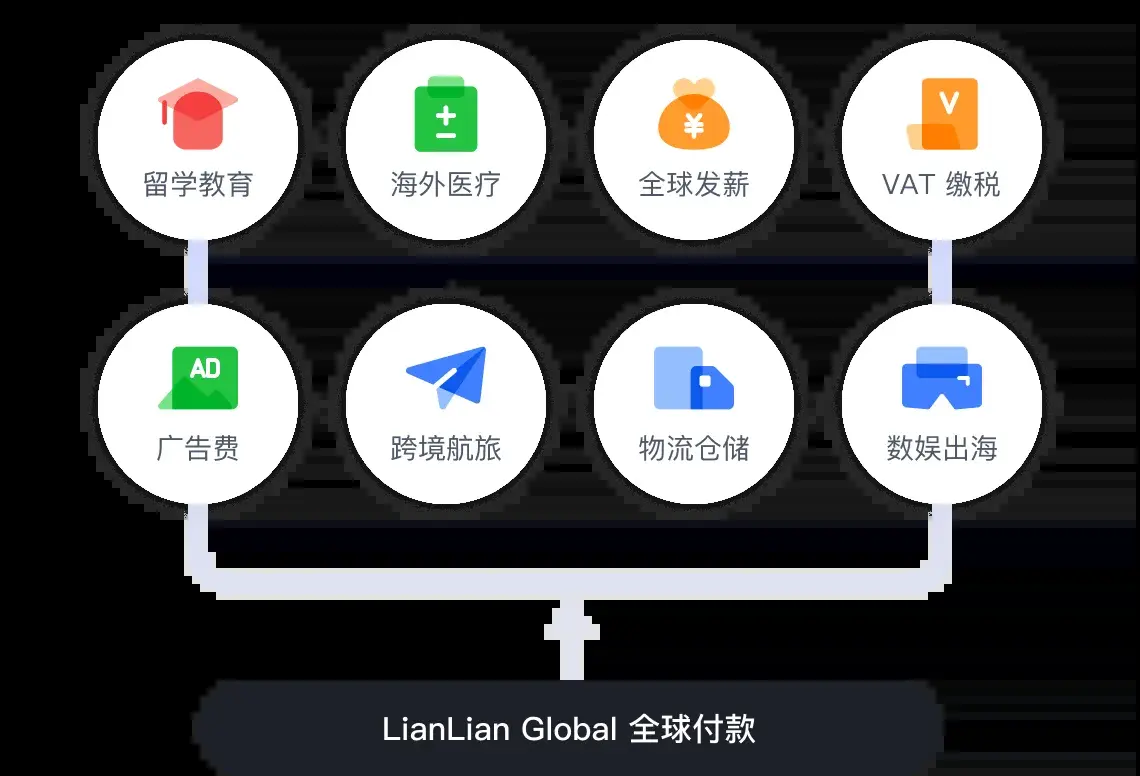 留学教育
海外医疗
¥
全球发薪
V
VAT 缴税
AD
广告费
跨境航旅
物流仓储
数娱出海
LianLian Global 全球付款